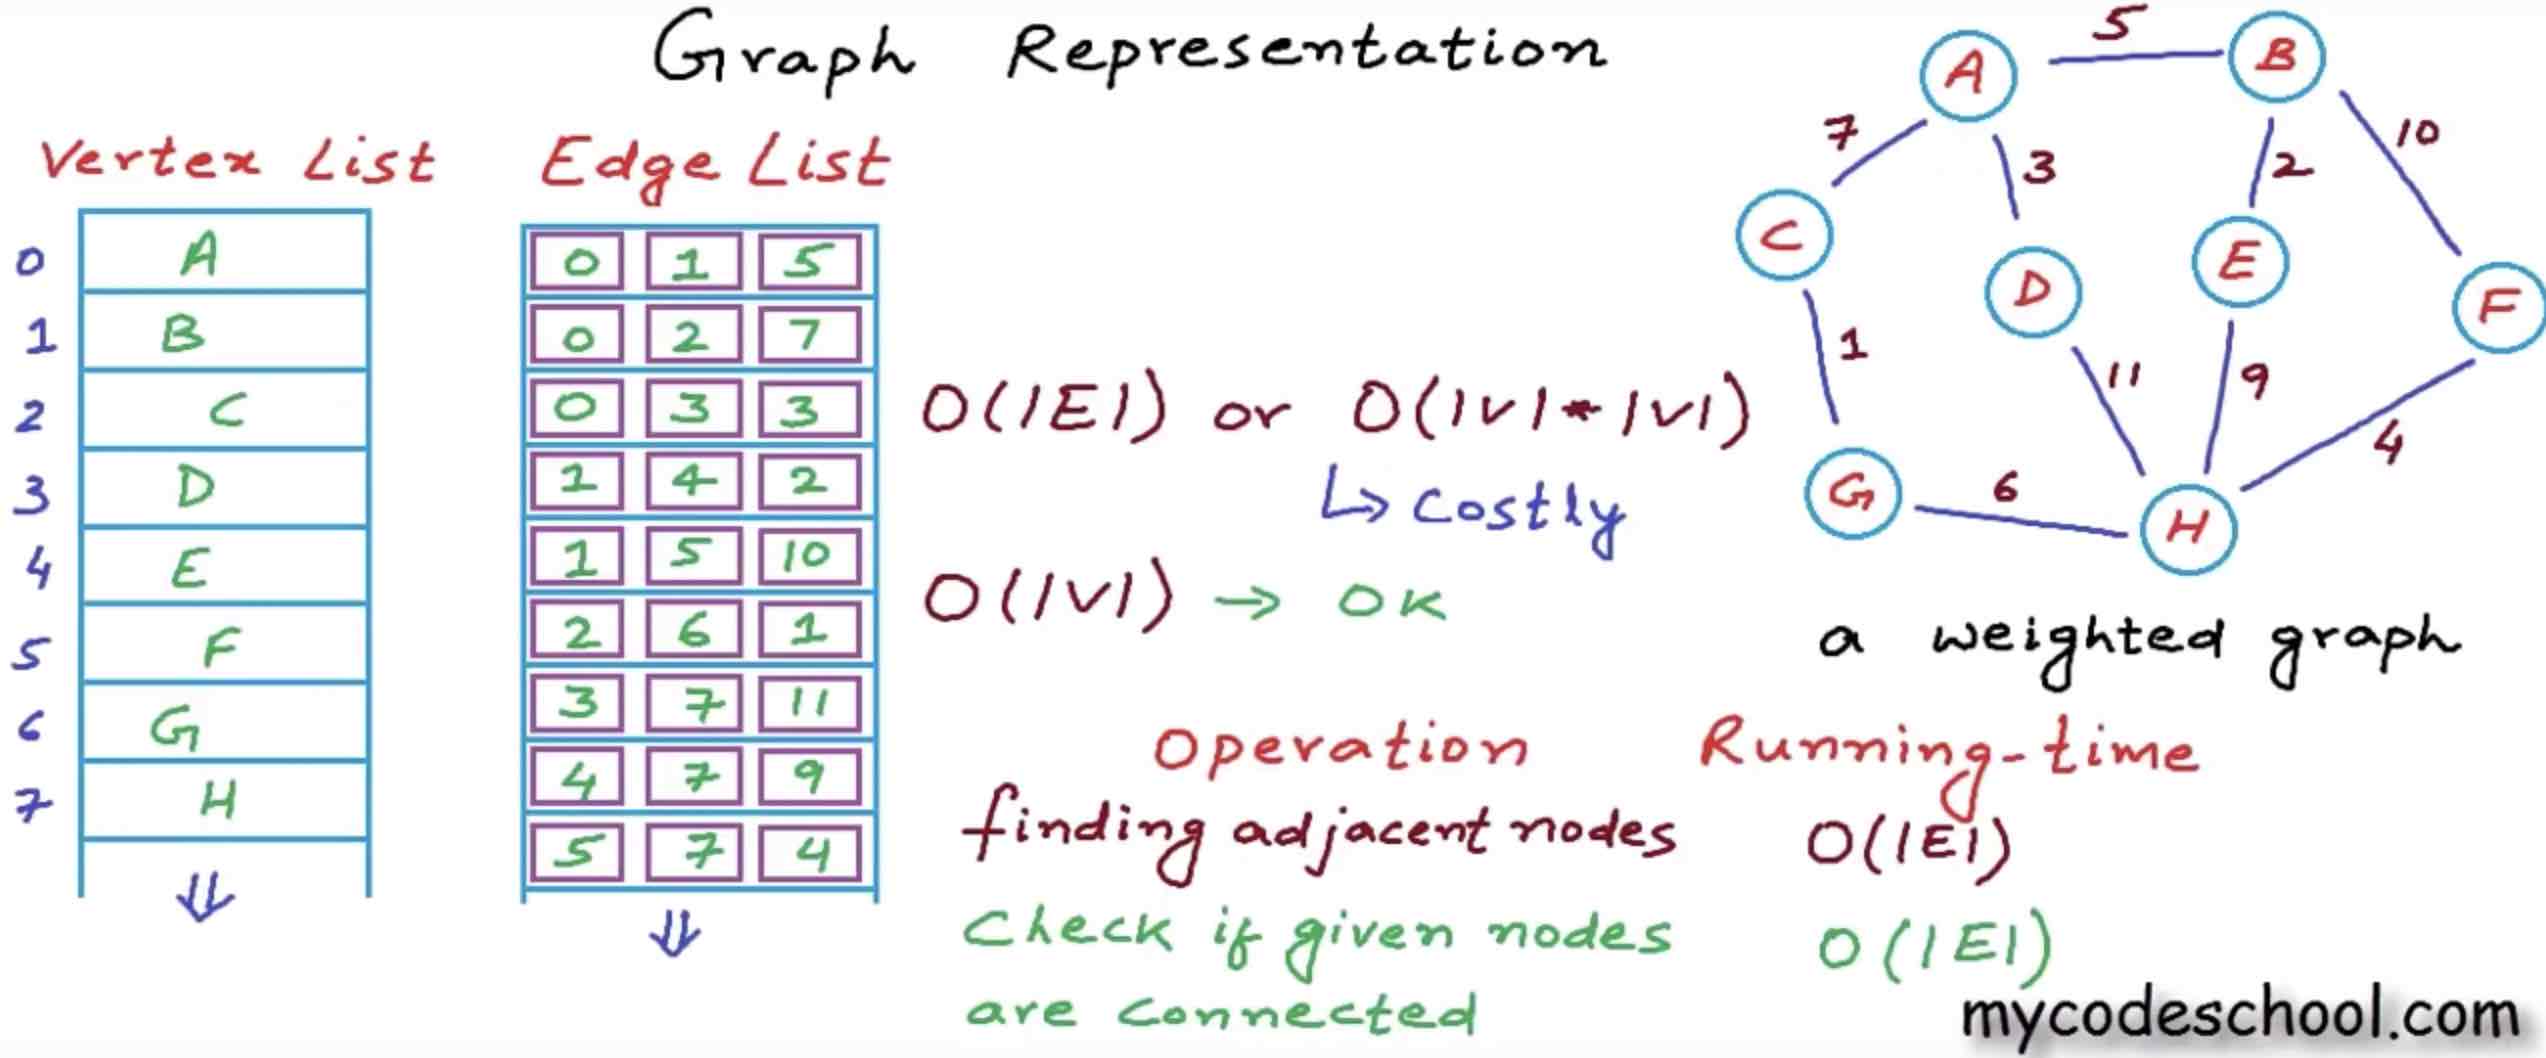 Graph Representation
Vertex List
0 A
1 B
2 C
3 D
4 E
5 F
6 G
7 H
Edge List
0 1 5
0 2 7
0 3 3
1 4 2
1 5 10
2 6 1
3 7 11
4 7 9
5 7 4
O(|E|) or O(|V|*|V|)
↳ costly
O(|V|) → OK
A 5 B
7 3 2 10
C D E F
1 11 9 4
G 6 H
a weighted graph
Operation Running-time
finding adjacent nodes O(|E|)
Check if given nodes O(|E|)
are connected
mycodeschool.com